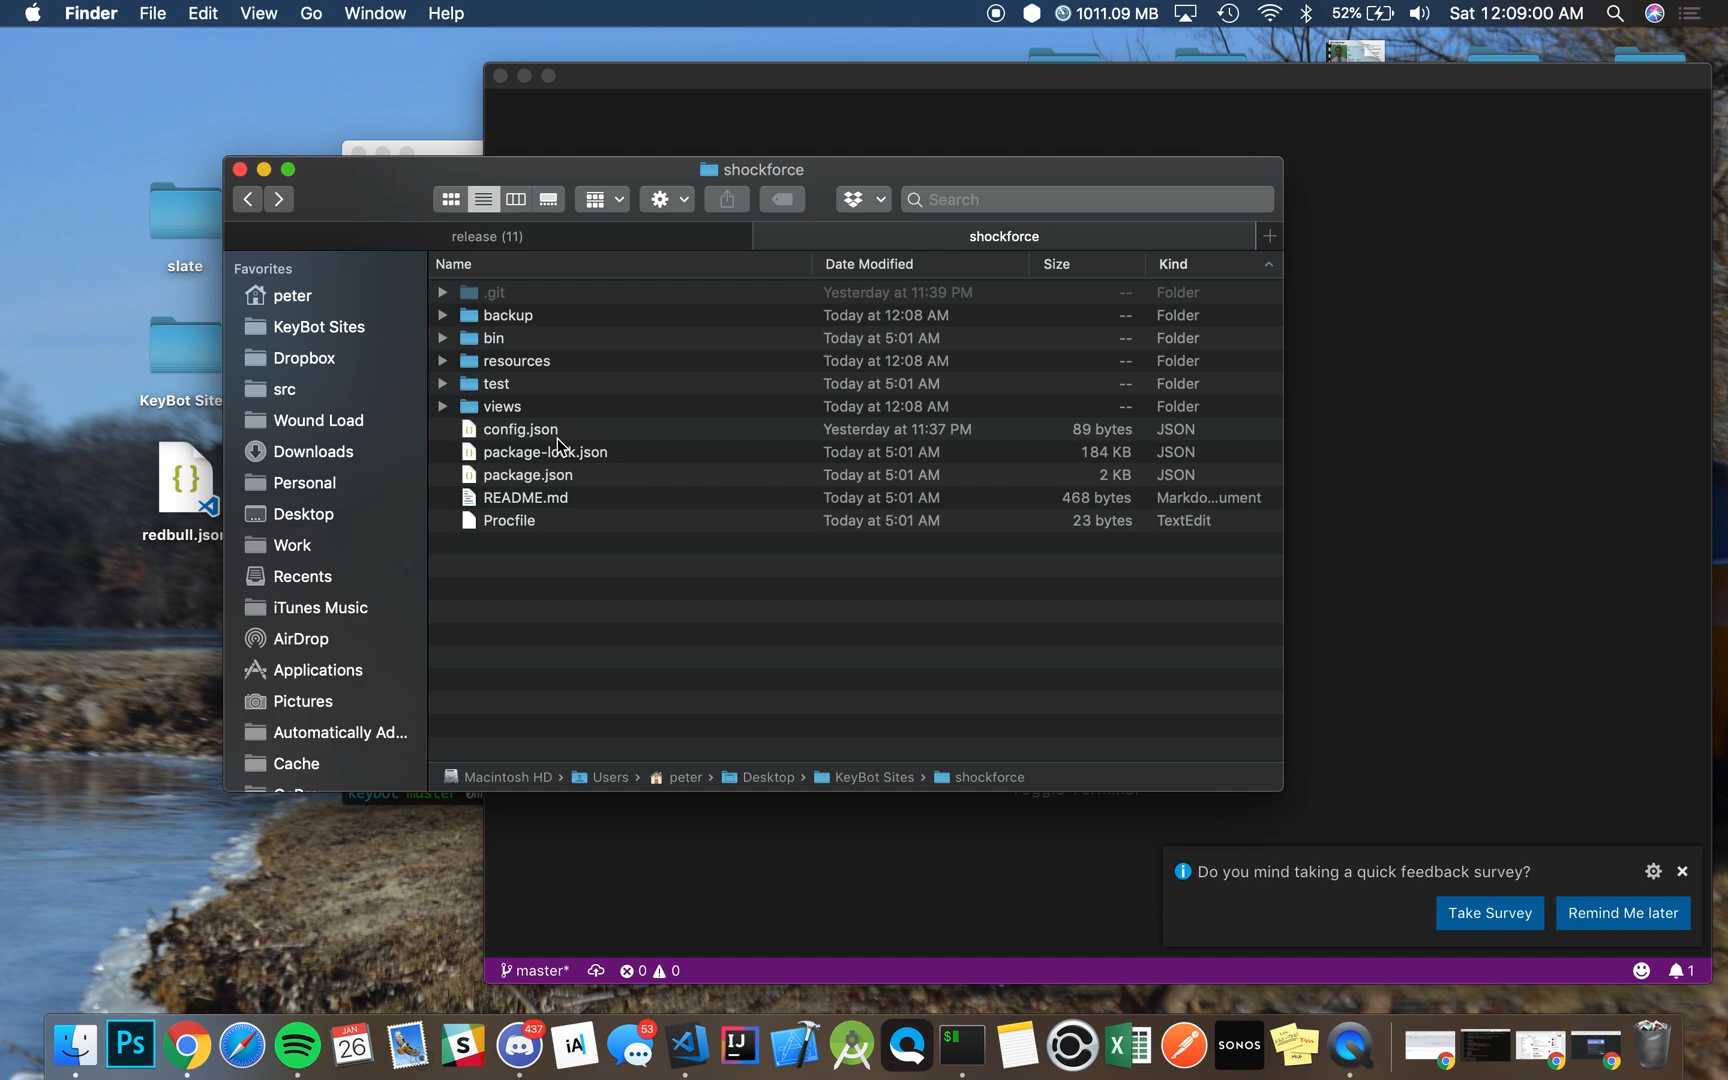 Finder File Edit View Go Window Help 1011.09 MB 52% Sat 12:09:00 AM
shockforce
Search
release (11) shockforce
Name Date Modified Size Kind
.git Yesterday at 11:39 PM -- Folder
backup Today at 12:08 AM -- Folder
bin Today at 5:01 AM -- Folder
resources Today at 12:08 AM -- Folder
test Today at 5:01 AM -- Folder
views Today at 12:08 AM -- Folder
config.json Yesterday at 11:37 PM 89 bytes JSON
package-lock.json Today at 5:01 AM 184 KB JSON
package.json Today at 5:01 AM 2 KB JSON
README.md Today at 5:01 AM 468 bytes Markdo...ument
Procfile Today at 5:01 AM 23 bytes TextEdit
Favorites
peter
KeyBot Sites
Dropbox
src
Wound Load
Downloads
Personal
Desktop
Work
Recents
iTunes Music
AirDrop
Applications
Pictures
Automatically Ad...
Cache
Macintosh HD › Users › peter › Desktop › KeyBot Sites › shockforce
slate
KeyBot Site
redbull.json
keybot master
Toggle Terminal
Do you mind taking a quick feedback survey?
Take Survey Remind Me later
master* 0 0 1
Ps JAN 26 S 437 iA 53 IJ $ X SONOS